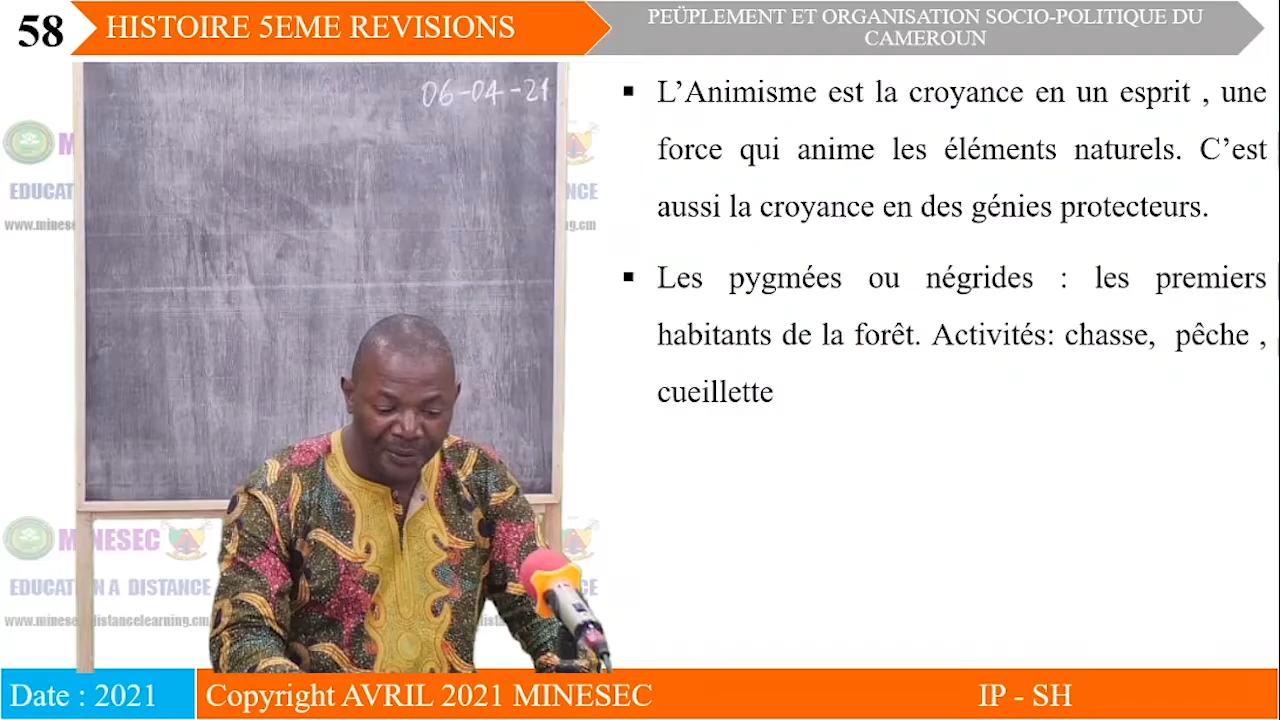 58
HISTOIRE 5EME REVISIONS
PEÜPLEMENT ET ORGANISATION SOCIO-POLITIQUE DU
CAMEROUN
06-04-21
▪ L’Animisme est la croyance en un esprit , une
force qui anime les éléments naturels. C’est
aussi la croyance en des génies protecteurs.
▪ Les pygmées ou négrides : les premiers
habitants de la forêt. Activités: chasse, pêche ,
cueillette
MINESEC
EDUCATION A DISTANCE
Date : 2021
Copyright AVRIL 2021 MINESEC
IP - SH